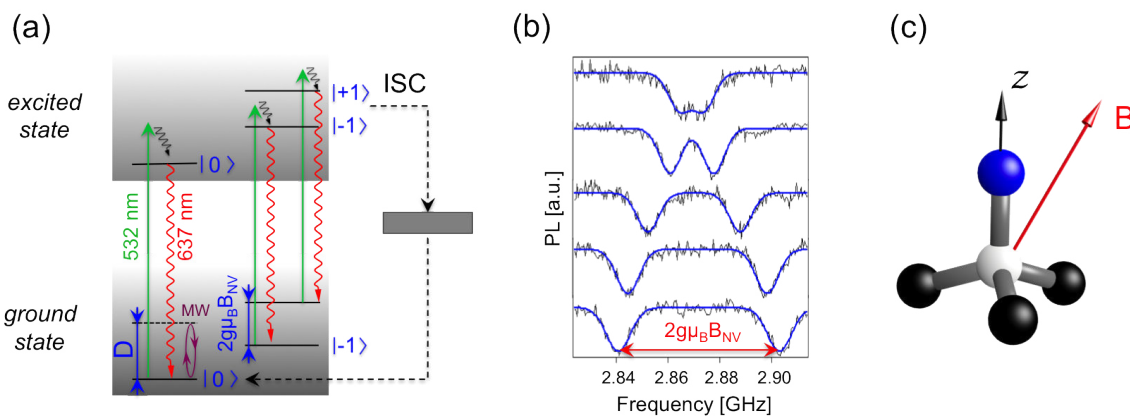 (a)
excited
state
ground
state
532 nm
637 nm
|0⟩
|+1⟩
|-1⟩
ISC
D
MW
2gμBBNV
|-1⟩
|0⟩
(b)
PL [a.u.]
2gμBBNV
2.84
2.86
2.88
2.90
Frequency [GHz]
(c)
z
B